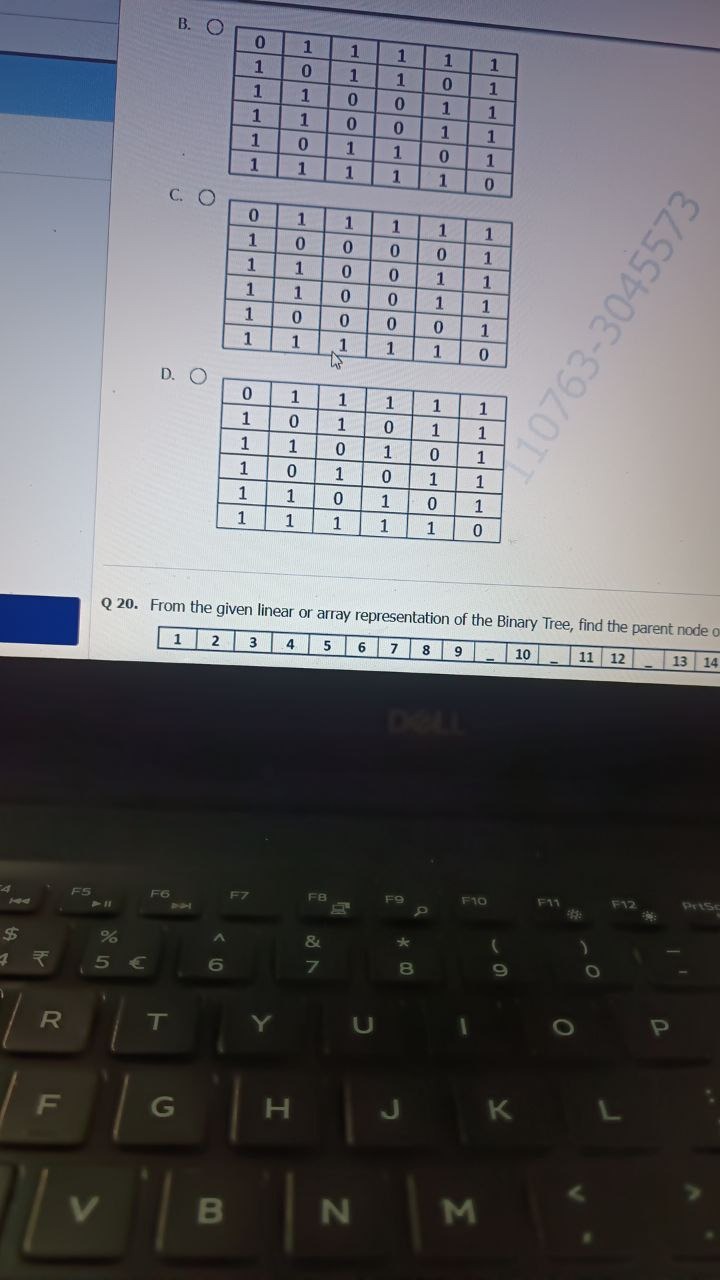 B.
0 1 1 1 1 1
1 0 1 1 0 1
1 1 0 0 1 1
1 1 0 0 1 1
1 0 1 1 0 1
1 1 1 1 1 0
C.
0 1 1 1 1 1
1 0 0 0 0 1
1 1 0 0 1 1
1 1 0 0 1 1
1 0 0 0 0 1
1 1 1 1 1 0
D.
0 1 1 1 1 1
1 0 1 0 1 1
1 1 0 1 0 1
1 0 1 0 1 1
1 1 0 1 0 1
1 1 1 1 1 0
110763-3045573
Q 20. From the given linear or array representation of the Binary Tree, find the parent node o
1 2 3 4 5 6 7 8 9 _ 10 _ 11 12 _ 13 14
DELL
F5 F6 F7 F8 F9 F10 F11 F12 PrtSc
$ % ^ & * ( ) _
4 ₹ 5 € 6 7 8 9 0 -
R T Y U I O P
F G H J K L :
V B N M < >